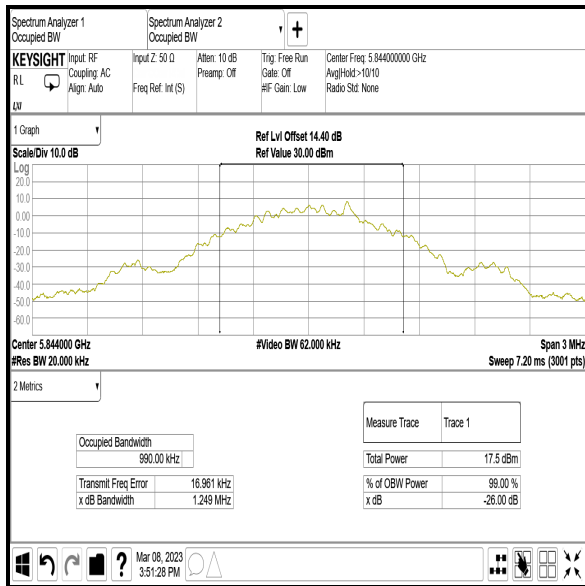 Spectrum Analyzer 1
Occupied BW
Spectrum Analyzer 2
Occupied BW
KEYSIGHT
RL
LXI
Input: RF
Coupling: AC
Align: Auto
Input Z: 50 Ω
Freq Ref: Int (S)
Atten: 10 dB
Preamp: Off
Trig: Free Run
Gate: Off
#IF Gain: Low
Center Freq: 5.844000000 GHz
Avg|Hold:>10/10
Radio Std: None
1 Graph
Scale/Div 10.0 dB
Ref Lvl Offset 14.40 dB
Ref Value 30.00 dBm
Log
20.0
10.0
0.00
-10.0
-20.0
-30.0
-40.0
-50.0
-60.0
Center 5.844000 GHz
#Res BW 20.000 kHz
#Video BW 62.000 kHz
Span 3 MHz
Sweep 7.20 ms (3001 pts)
2 Metrics
Occupied Bandwidth
990.00 kHz
Transmit Freq Error 16.961 kHz
x dB Bandwidth 1.249 MHz
Measure Trace Trace 1
Total Power 17.5 dBm
% of OBW Power 99.00 %
x dB -26.00 dB
?
Mar 08, 2023
3:51:28 PM